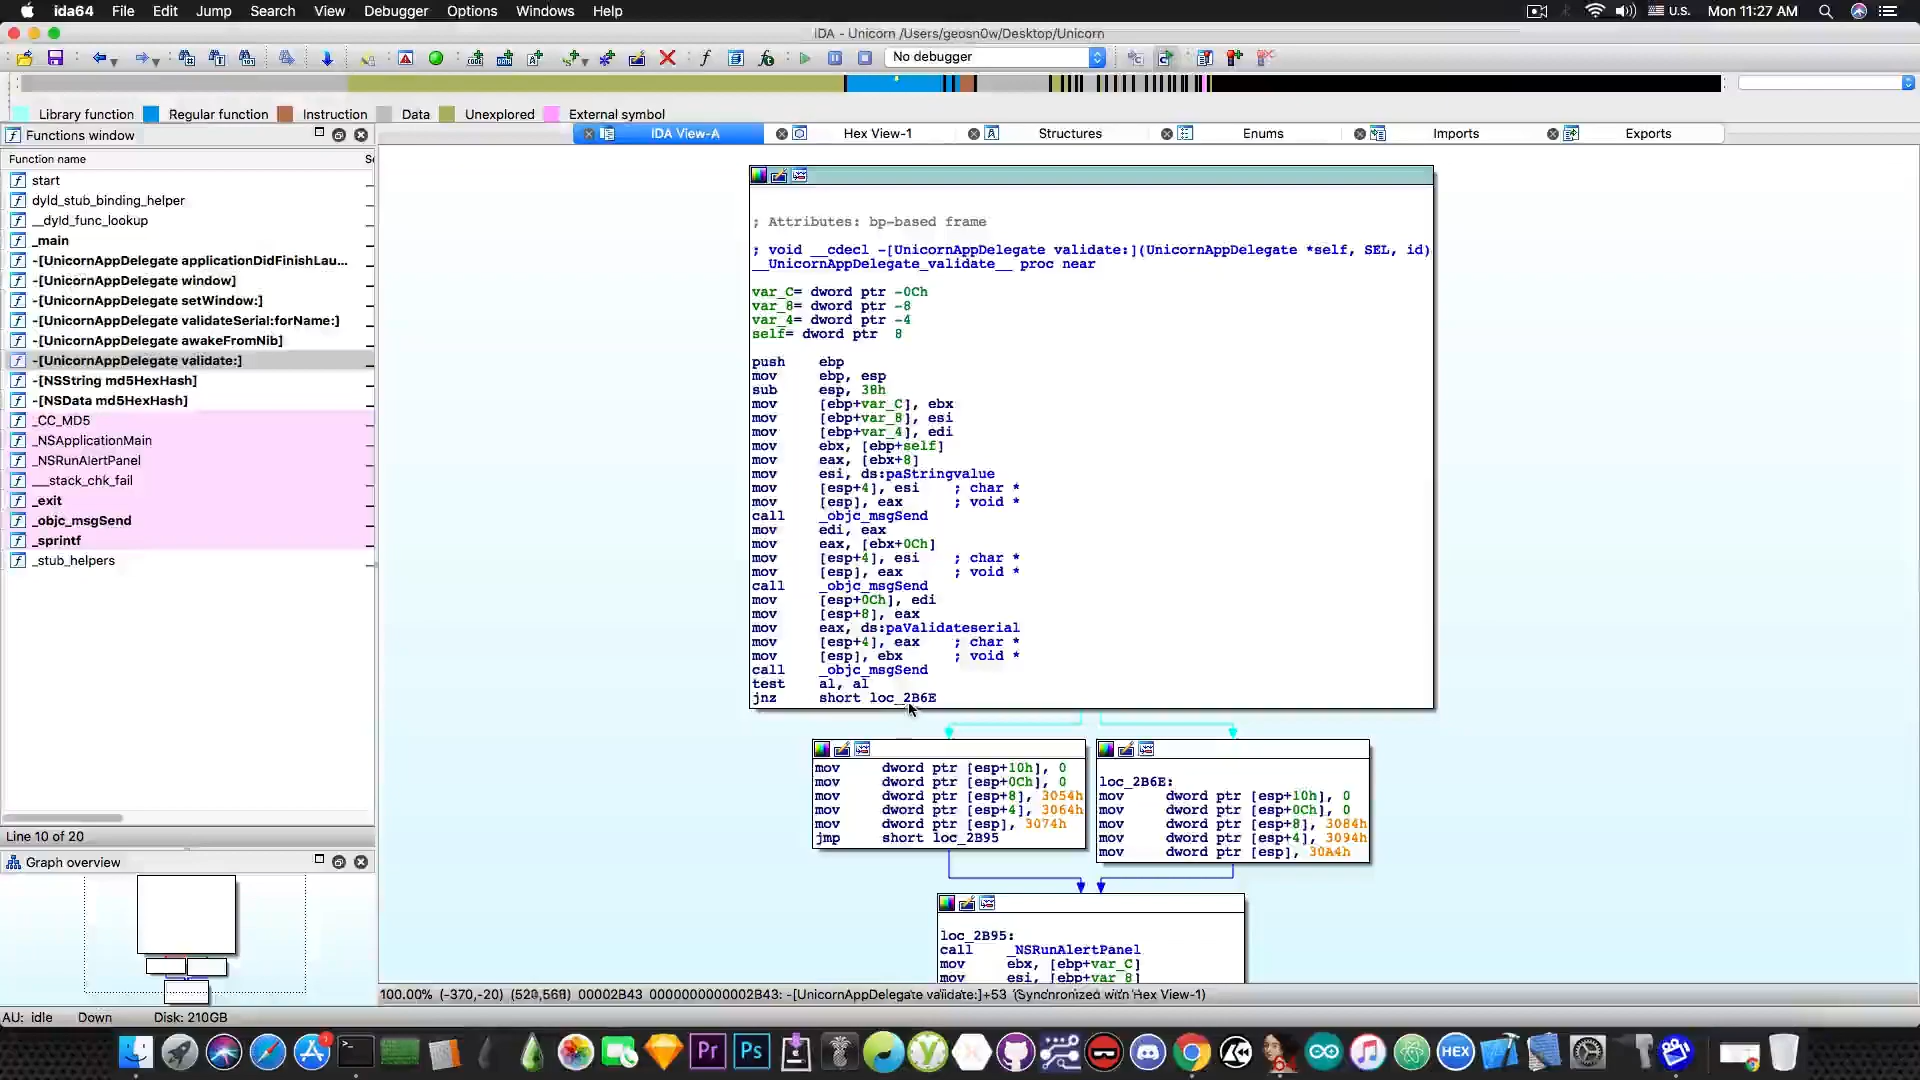 ida64 File Edit Jump Search View Debugger Options Windows Help U.S. Mon 11:27 AM
IDA - Unicorn /Users/geosn0w/Desktop/Unicorn
No debugger
Library function Regular function Instruction Data Unexplored External symbol
Functions window
IDA View-A Hex View-1 Structures Enums Imports Exports
Function name
start
dyld_stub_binding_helper
__dyld_func_lookup
_main
-[UnicornAppDelegate applicationDidFinishLau...
-[UnicornAppDelegate window]
-[UnicornAppDelegate setWindow:]
-[UnicornAppDelegate validateSerial:forName:]
-[UnicornAppDelegate awakeFromNib]
-[UnicornAppDelegate validate:]
-[NSString md5HexHash]
-[NSData md5HexHash]
_CC_MD5
_NSApplicationMain
_NSRunAlertPanel
___stack_chk_fail
_exit
_objc_msgSend
_sprintf
_stub_helpers
Line 10 of 20
Graph overview
; Attributes: bp-based frame
; void __cdecl -[UnicornAppDelegate validate:](UnicornAppDelegate *self, SEL, id)
__UnicornAppDelegate_validate__ proc near
var_C= dword ptr -0Ch
var_8= dword ptr -8
var_4= dword ptr -4
self= dword ptr 8
push ebp
mov ebp, esp
sub esp, 38h
mov [ebp+var_C], ebx
mov [ebp+var_8], esi
mov [ebp+var_4], edi
mov ebx, [ebp+self]
mov eax, [ebx+8]
mov esi, ds:paStringvalue
mov [esp+4], esi ; char *
mov [esp], eax ; void *
call _objc_msgSend
mov edi, eax
mov eax, [ebx+0Ch]
mov [esp+4], esi ; char *
mov [esp], eax ; void *
call _objc_msgSend
mov [esp+0Ch], edi
mov [esp+8], eax
mov eax, ds:paValidateserial
mov [esp+4], eax ; char *
mov [esp], ebx ; void *
call _objc_msgSend
test al, al
jnz short loc_2B6E
mov dword ptr [esp+10h], 0
mov dword ptr [esp+0Ch], 0
mov dword ptr [esp+8], 3054h
mov dword ptr [esp+4], 3064h
mov dword ptr [esp], 3074h
jmp short loc_2B95
loc_2B6E:
mov dword ptr [esp+10h], 0
mov dword ptr [esp+0Ch], 0
mov dword ptr [esp+8], 3084h
mov dword ptr [esp+4], 3094h
mov dword ptr [esp], 30A4h
loc_2B95:
call _NSRunAlertPanel
mov ebx, [ebp+var_C]
mov esi, [ebp+var_8]
100.00% (-370,-20) (520,568) 00002B43 0000000000002B43: -[UnicornAppDelegate validate:]+53 (Synchronized with Hex View-1)
AU: idle Down Disk: 210GB
Pr Ps HEX 64